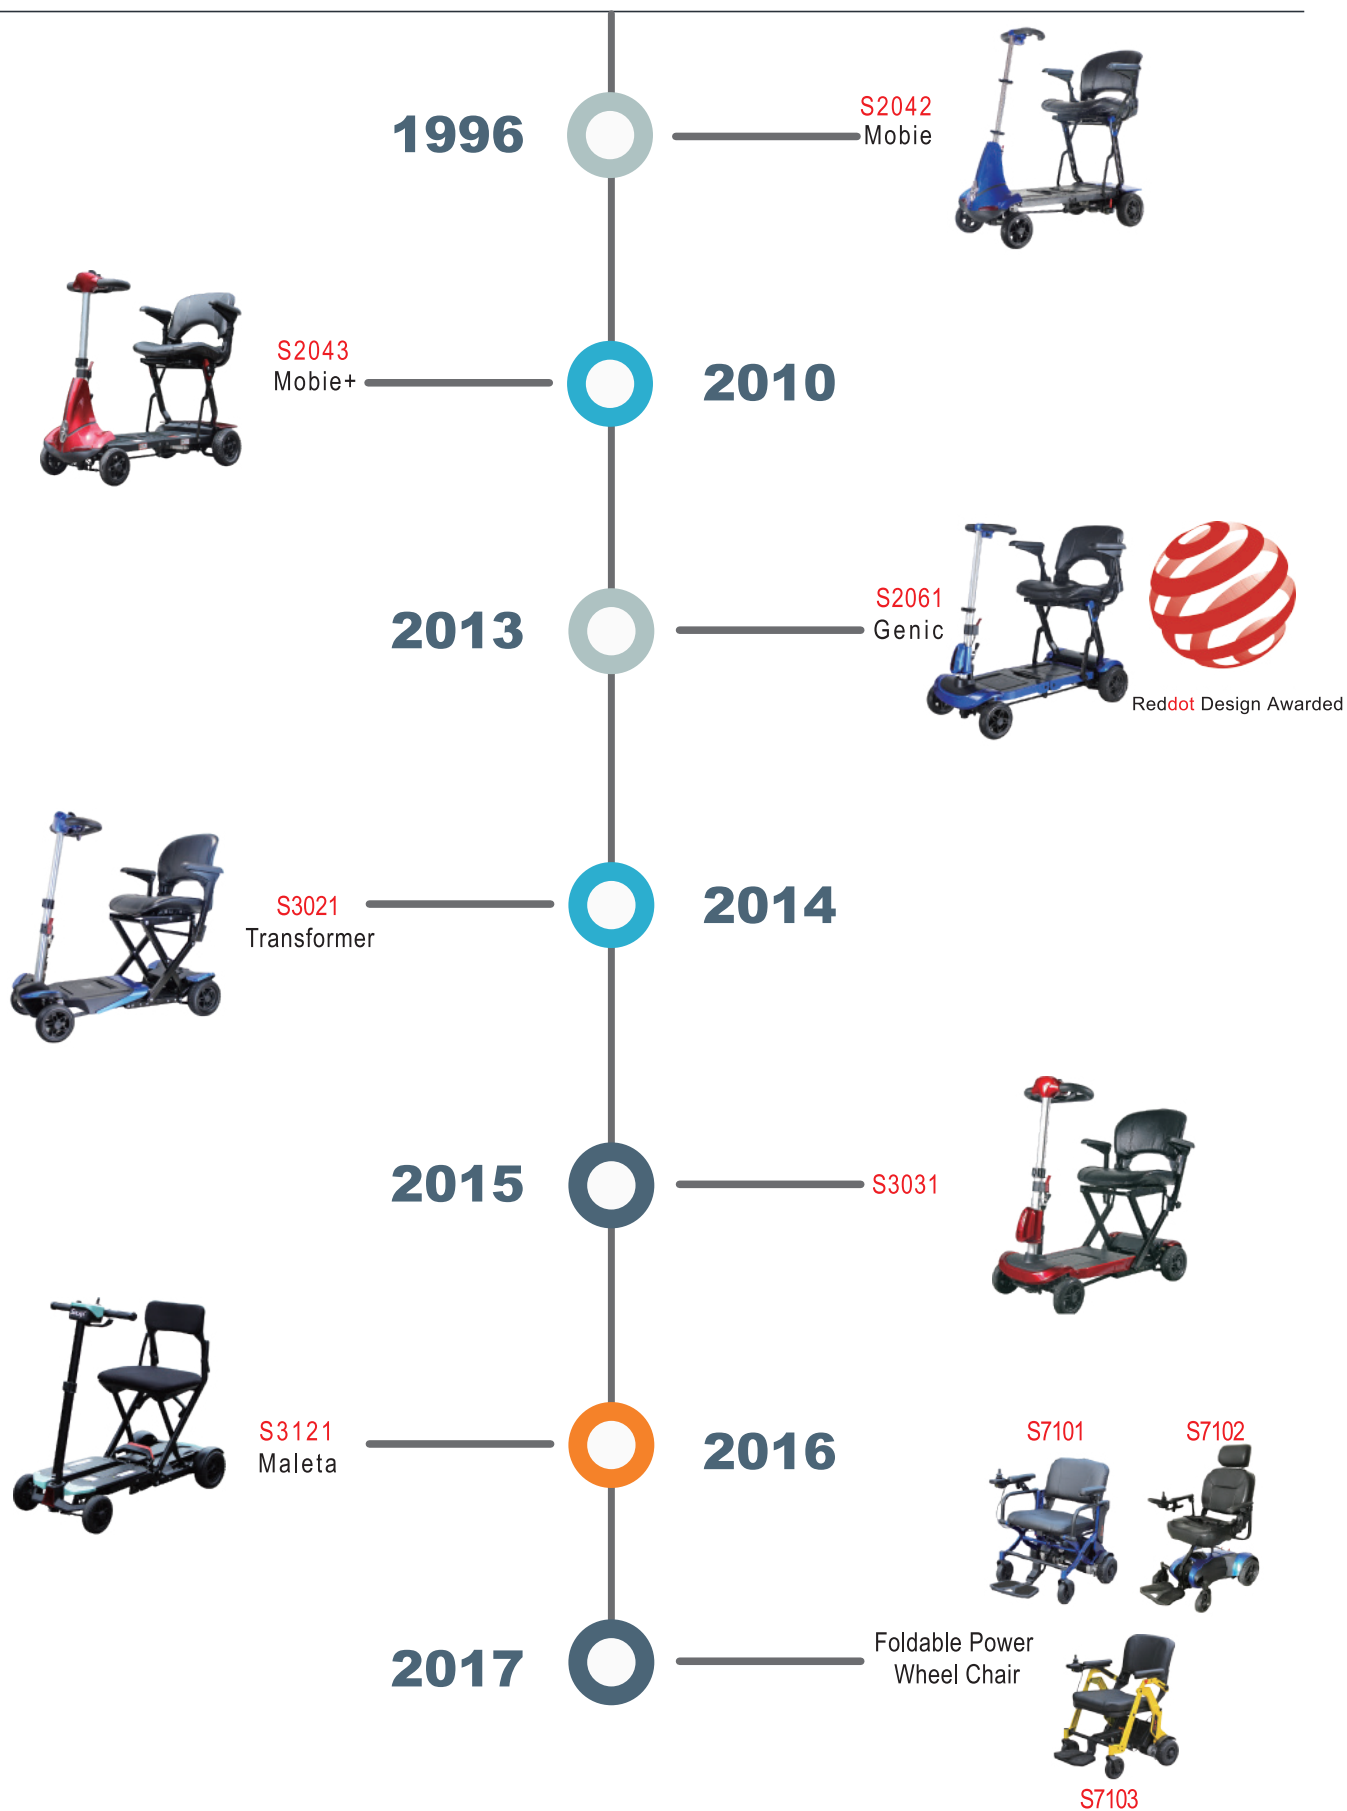 1996
S2042
Mobie
S2043
Mobie+
2010
2013
S2061
Genic
Reddot Design Awarded
S3021
Transformer
2014
2015
S3031
S3121
Maleta
2016
S7101
S7102
2017
Foldable Power
Wheel Chair
S7103